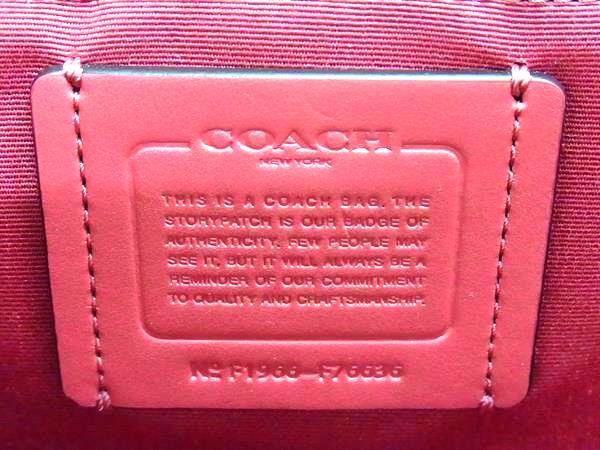 COACH
NEW YORK
THIS IS A COACH BAG. THE
STORYPATCH IS OUR BADGE OF
AUTHENTICITY. FEW PEOPLE MAY
SEE IT, BUT IT WILL ALWAYS BE A
REMINDER OF OUR COMMITMENT
TO QUALITY AND CRAFTSMANSHIP.
Nº F1966-F76636